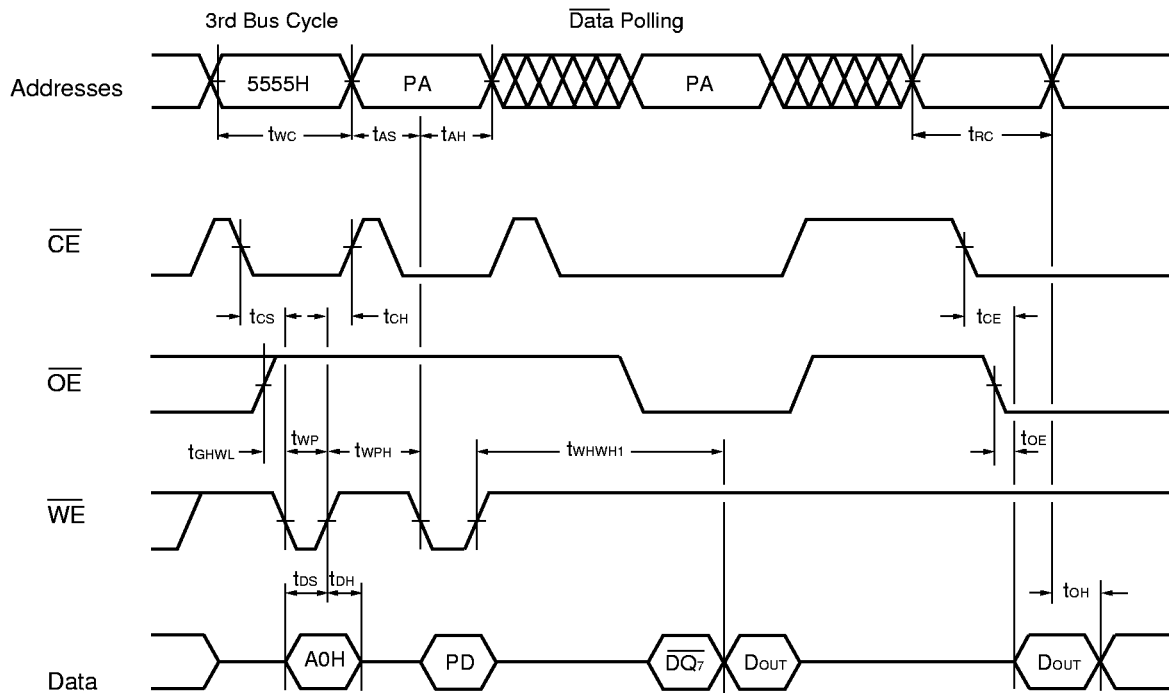 3rd Bus Cycle
Data Polling
Addresses
5555H
PA
PA
tWC
tAS
tAH
tRC
CE
tCS
tCH
tCE
OE
tGHWL
tWP
tWPH
tWHWH1
tOE
WE
tDS
tDH
tOH
Data
A0H
PD
DQ7
DOUT
DOUT